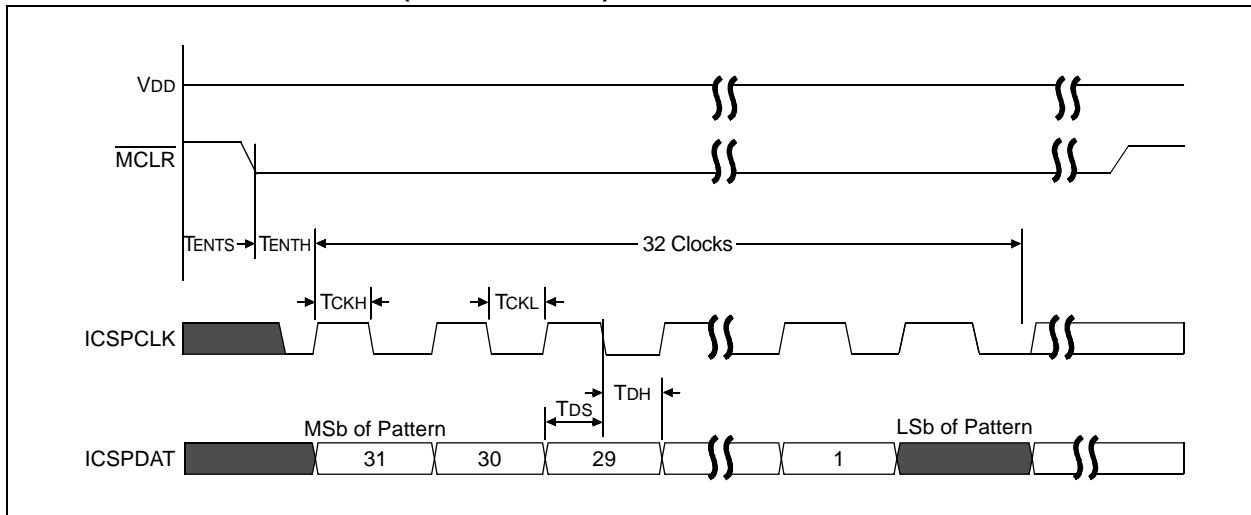 VDD
MCLR
TENTS
TENTH
32 Clocks
TCKH
TCKL
ICSPCLK
TDS
TDH
MSb of Pattern
LSb of Pattern
ICSPDAT
31
30
29
1